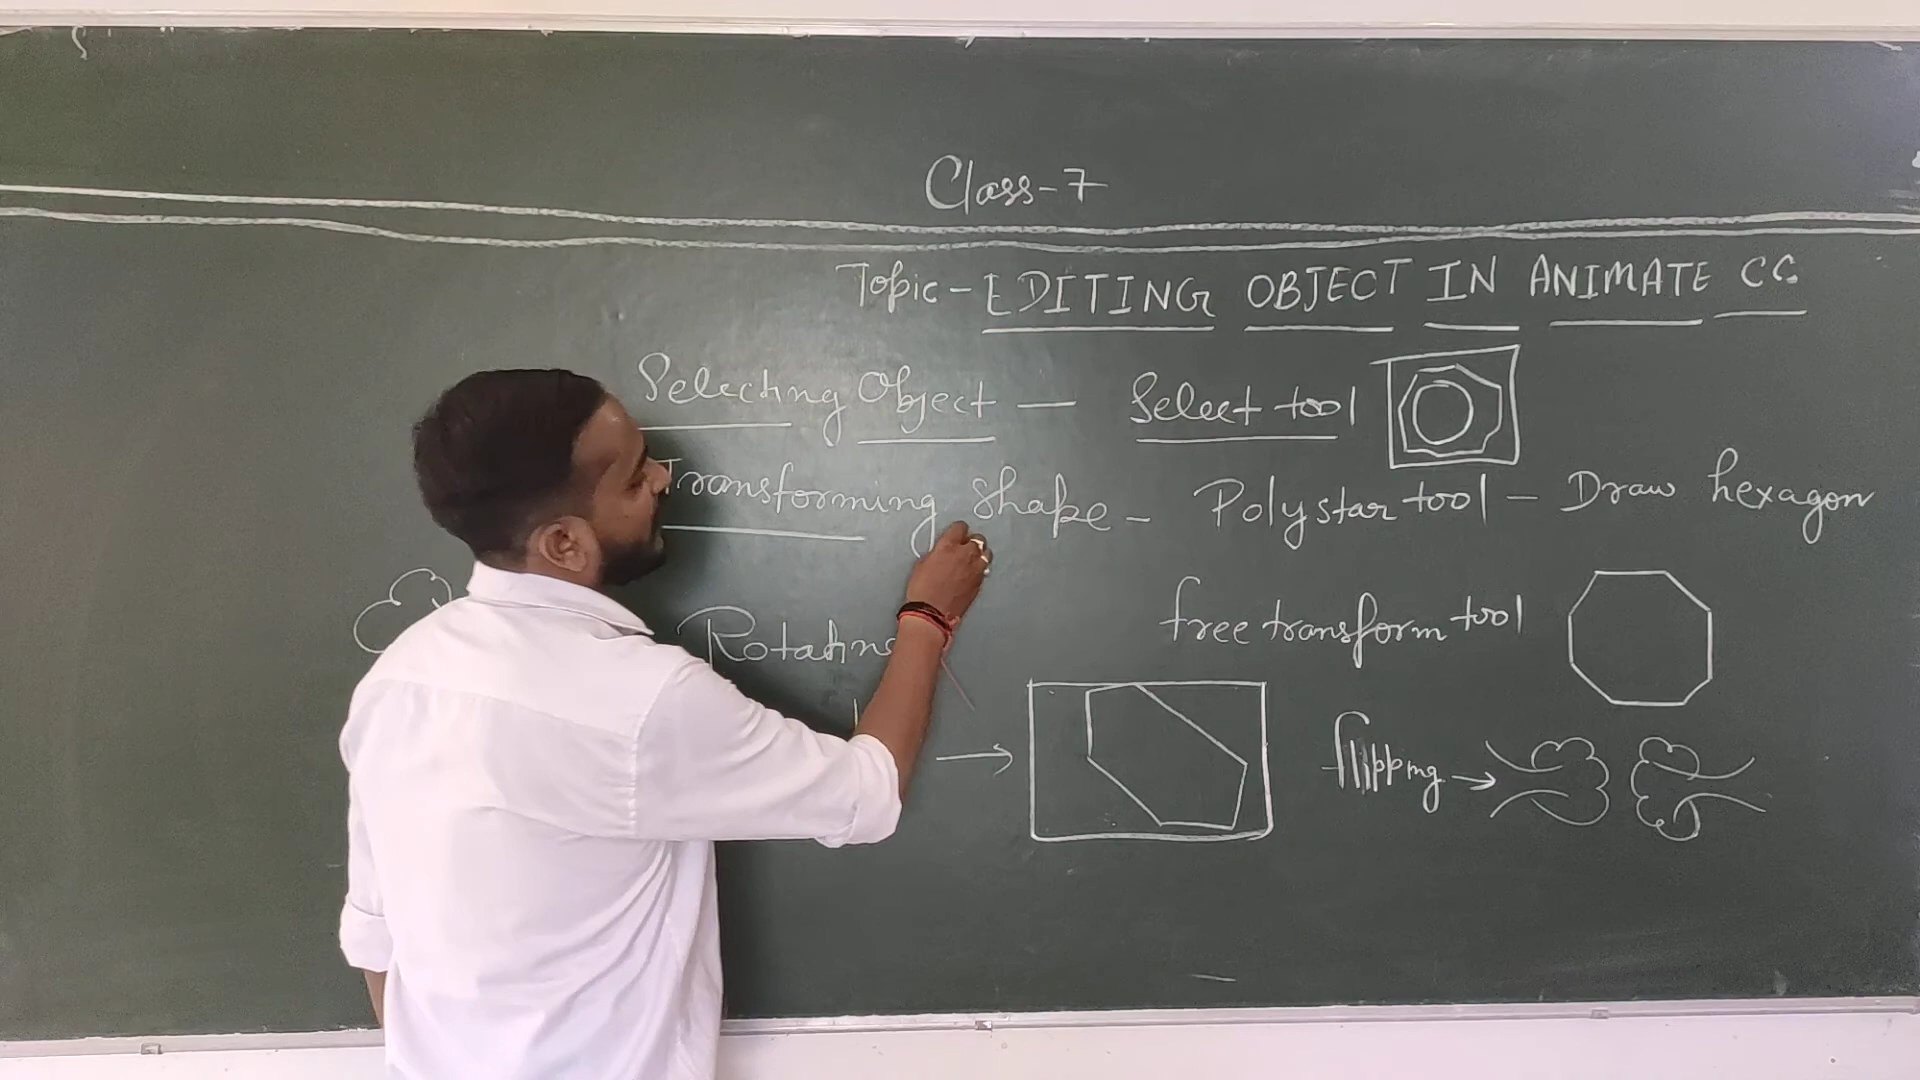 Class-7
Topic - EDITING OBJECT IN ANIMATE CC
Selecting Object — Select tool
Transforming Shape - Polystar tool - Draw hexagon
free transform tool
Rotating
flipping →